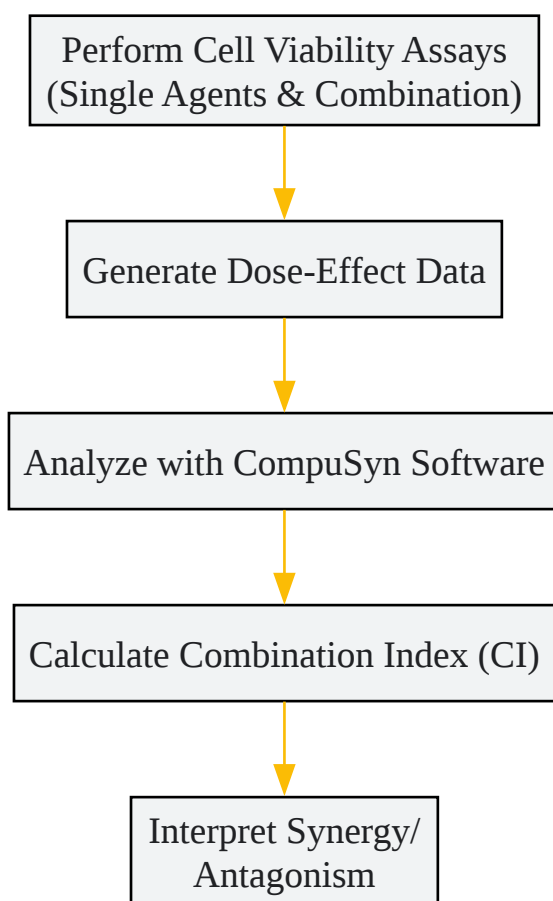 Perform Cell Viability Assays
(Single Agents & Combination)
Generate Dose-Effect Data
Analyze with CompuSyn Software
Calculate Combination Index (CI)
Interpret Synergy/
Antagonism